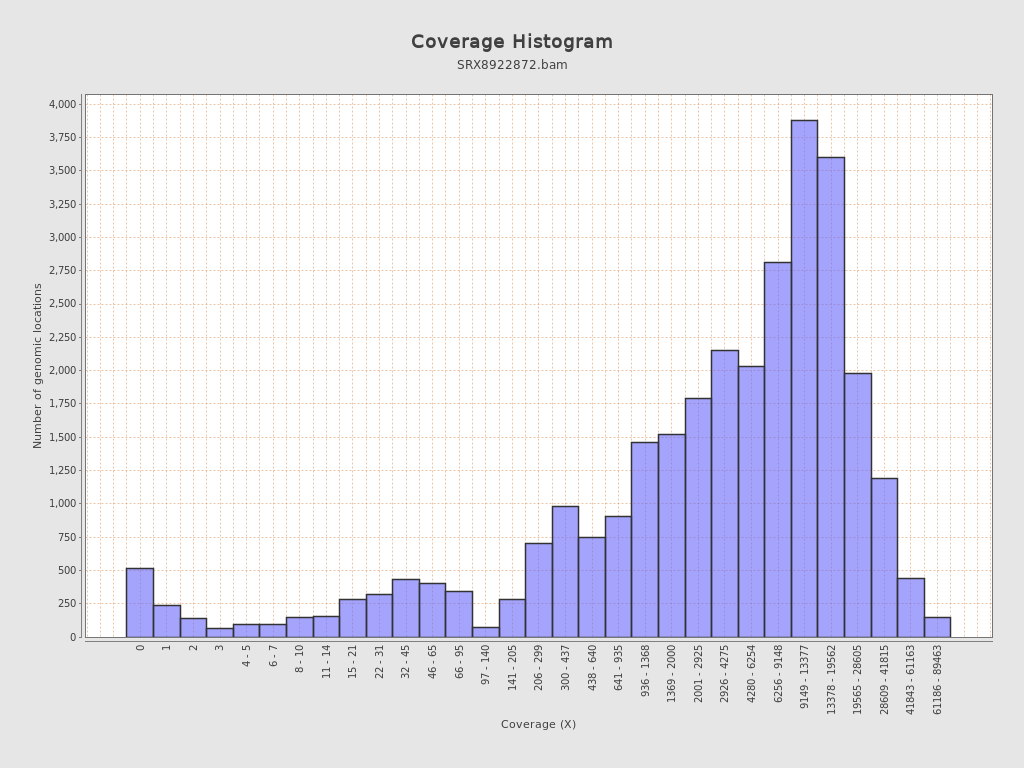 Coverage Histogram
SRX8922872.bam
Number of genomic locations
4,000
3,750
3,500
3,250
3,000
2,750
2,500
2,250
2,000
1,750
1,500
1,250
1,000
750
500
250
0
0
1
2
3
4 - 5
6 - 7
8 - 10
11 - 14
15 - 21
22 - 31
32 - 45
46 - 65
66 - 95
97 - 140
141 - 205
206 - 299
300 - 437
438 - 640
641 - 935
936 - 1368
1369 - 2000
2001 - 2925
2926 - 4275
4280 - 6254
6256 - 9148
9149 - 13377
13378 - 19562
19565 - 28605
28609 - 41815
41843 - 61163
61186 - 89463
Coverage (X)